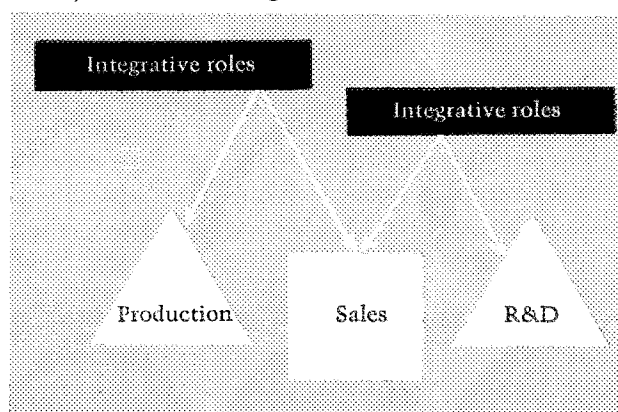 Integrative roles
Integrative roles
Production
Sales
R&D